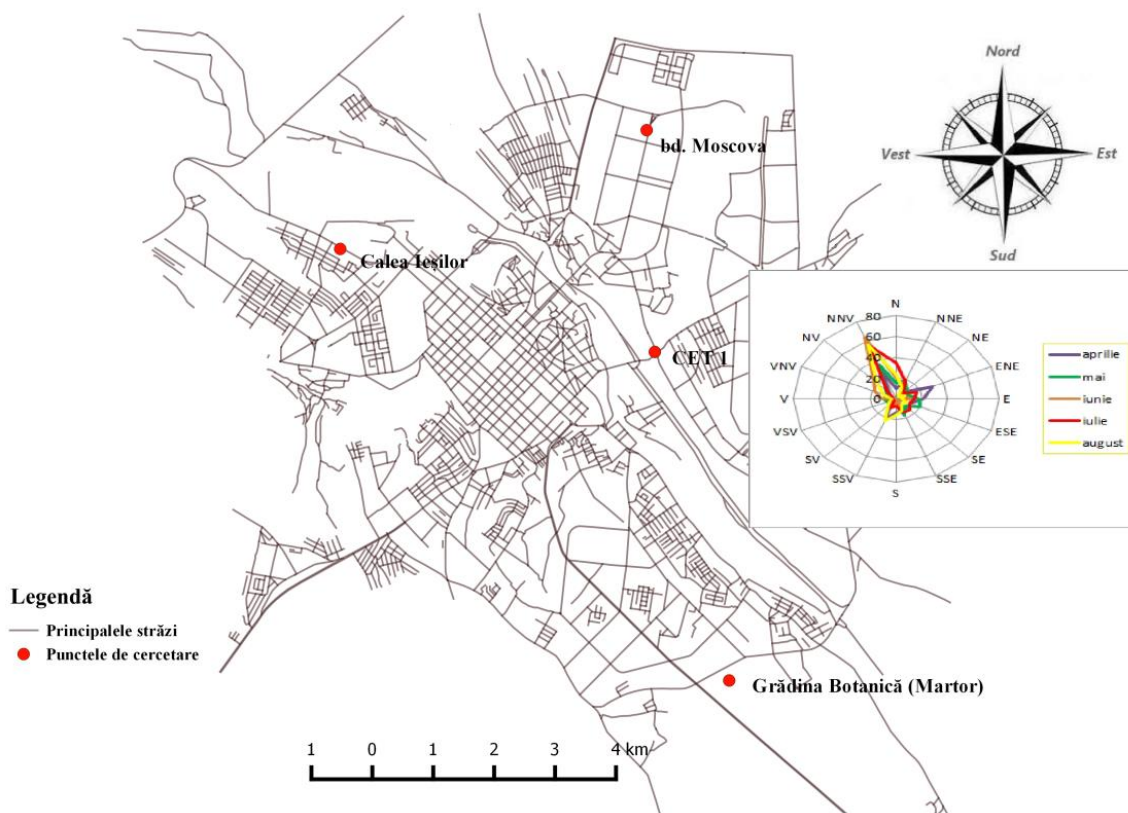 Nord
Vest
Est
Sud
bd. Moscova
Calea Ieșilor
CET 1
Grădina Botanică (Martor)
N
NNE
NE
ENE
E
ESE
SE
SSE
S
SSV
SV
VSV
V
VNV
NV
NNV
80
60
40
20
0
aprilie
mai
iunie
iulie
august
Legendă
Principalele străzi
Punctele de cercetare
1 0 1 2 3 4 km